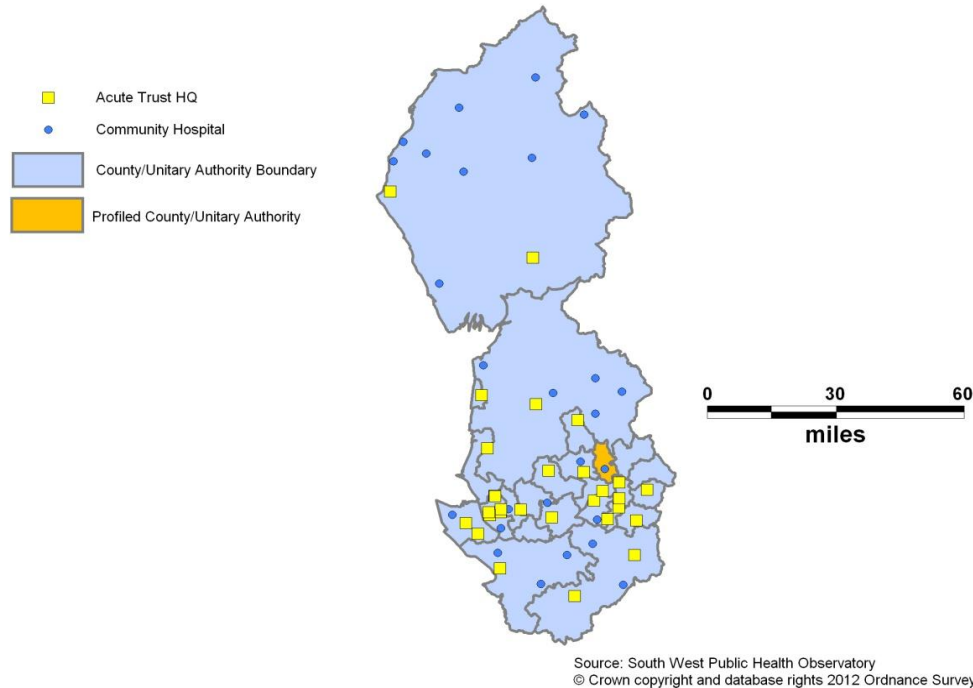 Acute Trust HQ
Community Hospital
County/Unitary Authority Boundary
Profiled County/Unitary Authority
0 30 60
miles
Source: South West Public Health Observatory
© Crown copyright and database rights 2012 Ordnance Survey